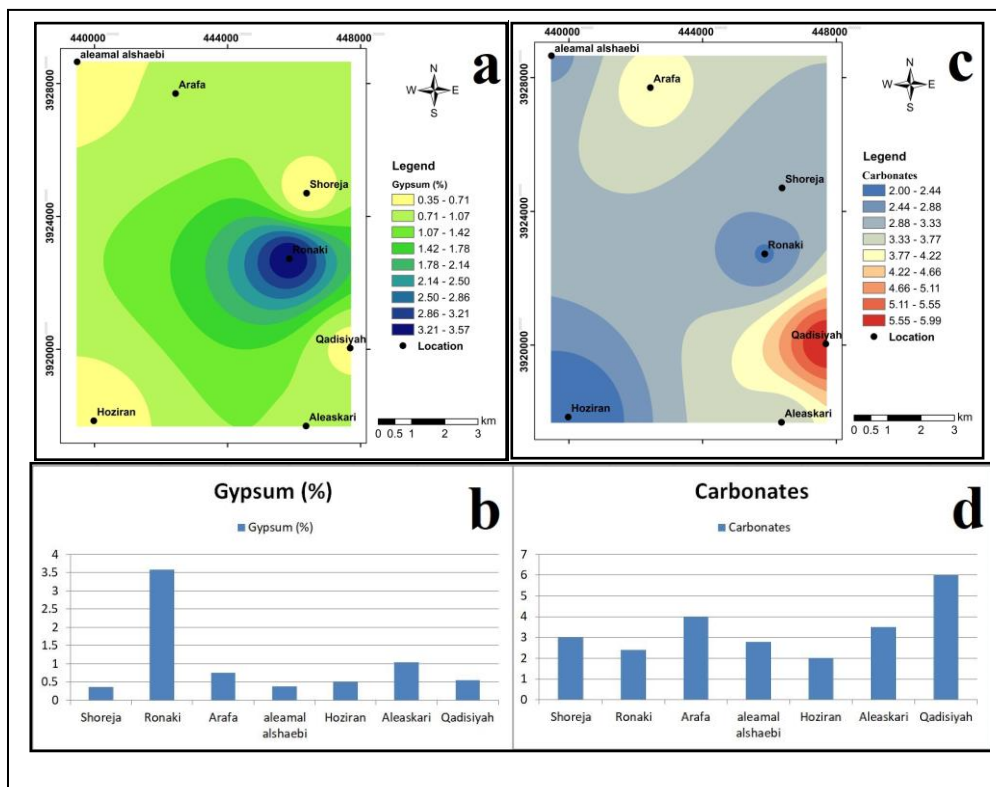 440000 444000 448000
aleamal alshaebi
a
3928000
Arafa
N
W E
S
Legend
Gypsum (%)
0.35 - 0.71
0.71 - 1.07
1.07 - 1.42
1.42 - 1.78
1.78 - 2.14
2.14 - 2.50
2.50 - 2.86
2.86 - 3.21
3.21 - 3.57
Location
Shoreja
3924000
Ronaki
Qadisiyah
3920000
Hoziran
Aleaskari
km
0 0.5 1 2 3
440000 444000 448000
aleamal alshaebi
c
3928000
Arafa
N
W E
S
Legend
Carbonates
2.00 - 2.44
2.44 - 2.88
2.88 - 3.33
3.33 - 3.77
3.77 - 4.22
4.22 - 4.66
4.66 - 5.11
5.11 - 5.55
5.55 - 5.99
Location
Shoreja
3924000
Ronaki
Qadisiyah
3920000
Hoziran
Aleaskari
km
0 0.5 1 2 3
Gypsum (%)
b
Gypsum (%)
4
3.5
3
2.5
2
1.5
1
0.5
0
Shoreja Ronaki Arafa aleamal Hoziran Aleaskari Qadisiyah
alshaebi
Carbonates
d
Carbonates
7
6
5
4
3
2
1
0
Shoreja Ronaki Arafa aleamal Hoziran Aleaskari Qadisiyah
alshaebi